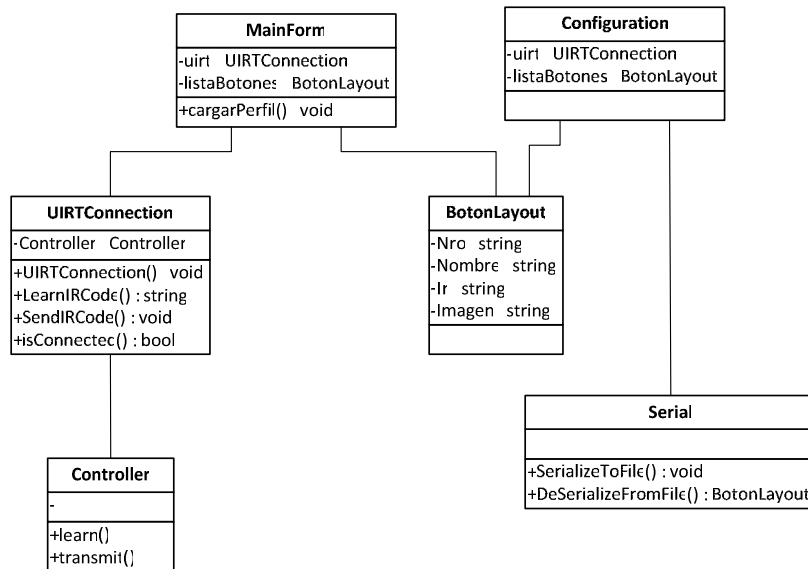 MainForm
-uirt UIRTConnection
-listaBotones BotonLayout
+cargarPerfil() void
Configuration
-uirt UIRTConnection
-listaBotones BotonLayout
UIRTConnection
-Controller Controller
+UIRTConnection() void
+LearnIRCode() : string
+SendIRCode() : void
+isConnected() : bool
BotonLayout
-Nro string
-Nombre string
-Ir string
-Imagen string
Serial
+SerializeToFile() : void
+DeSerializeFromFile() : BotonLayout
Controller
-
+learn()
+transmit()